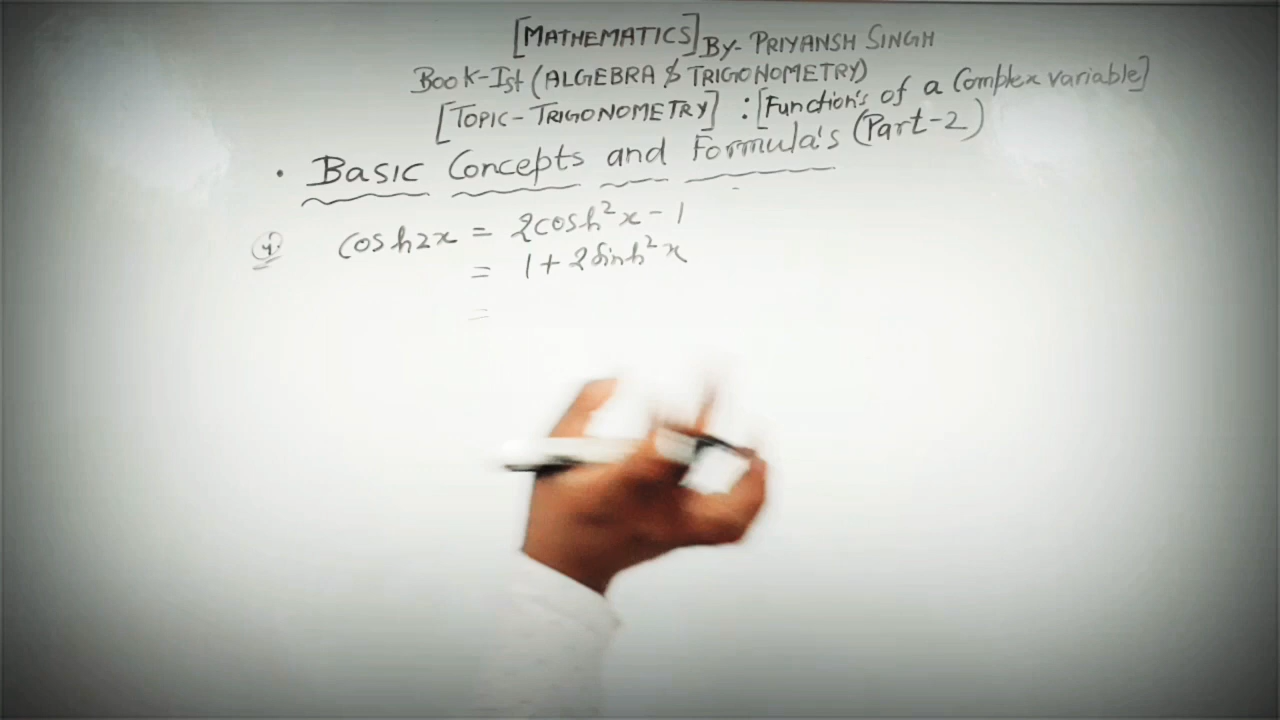 [MATHEMATICS] By- PRIYANSH SINGH
BOOK-Ist (ALGEBRA & TRIGONOMETRY)
[TOPIC- TRIGONOMETRY] : [Function's of a Complex variable]
• Basic Concepts and Formula's (Part-2)
4. cosh2x = 2cosh²x - 1
= 1 + 2sinh²x
=